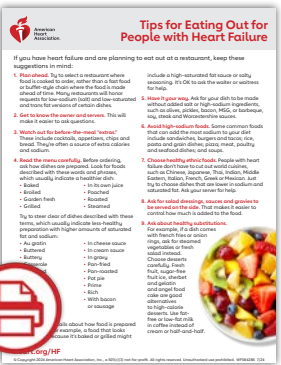 American
Heart
Association.
Tips for Eating Out for
People with Heart Failure
If you have heart failure and are planning to eat out at a restaurant, keep these
suggestions in mind:
1. Plan ahead. Try to select a restaurant where
food is cooked to order, rather than a fast food
or buffet-style chain where the food is made
ahead of time. Many restaurants will honor
requests for low-sodium (salt) and low-saturated
and trans fat versions of certain dishes.
2. Get to know the owner and servers. This will
make it easier to ask questions.
3. Watch out for before-the-meal "extras."
These include cocktails, appetizers, chips and
bread. They're often a source of extra calories
and sodium.
4. Read the menu carefully. Before ordering,
ask how dishes are prepared. Look for foods
described with these words and phrases,
which usually indicate a healthier dish:
• Baked
• Broiled
• Garden fresh
• Grilled
• In its own juice
• Poached
• Roasted
• Steamed
Try to steer clear of dishes described with these
terms, which usually indicate less-healthy
preparation with higher amounts of saturated
fat and sodium:
• Au gratin
• Buttered
• Buttery
• In cheese sauce
• In cream sauce
• In gravy
• Pan-fried
• Pan-roasted
• Pot pie
• Prime
• Rich
• With bacon
or sausage
about how food is prepared
example, a food that looks
because it's baked or grilled might
include a high-saturated fat sauce or salty
seasoning. It's OK to ask the waiter or waitress
for help.
5. Have it your way. Ask for your dish to be made
without added salt or high-sodium ingredients,
such as olives, pickles, bacon, MSG, or barbeque,
soy, steak and Worcestershire sauces.
6. Avoid high-sodium foods. Some common foods
that can add the most sodium to your diet
include sandwiches, burgers and tacos; rice,
pasta and grain dishes; pizza; meat, poultry
and seafood dishes; and soups.
7. Choose healthy ethnic foods. People with heart
failure don't have to cut out world cuisines,
such as Chinese, Japanese, Thai, Indian, Middle
Eastern, Italian, French, Greek or Mexican. Just
try to choose dishes that are lower in sodium and
saturated fat. Ask your server for help.
8. Ask for salad dressings, sauces and gravies to
be served on the side. That makes it easier to
control how much is added to the food.
9. Ask about healthy substitutions.
For example, if a dish comes
with french fries or onion
rings, ask for steamed
vegetables or fresh
salad instead.
Choose desserts
carefully. Fresh
fruit, sugar-free
fruit ice, sherbet
and gelatin
and angel food
cake are good
alternatives
to high-calorie
desserts. Use fat-
free or low-fat milk
in coffee instead of
cream or half-and-half.
.org/HF
© Copyright 2024 American Heart Association, Inc., a 501(c)(3) not-for-profit. All rights reserved. Unauthorized use prohibited.